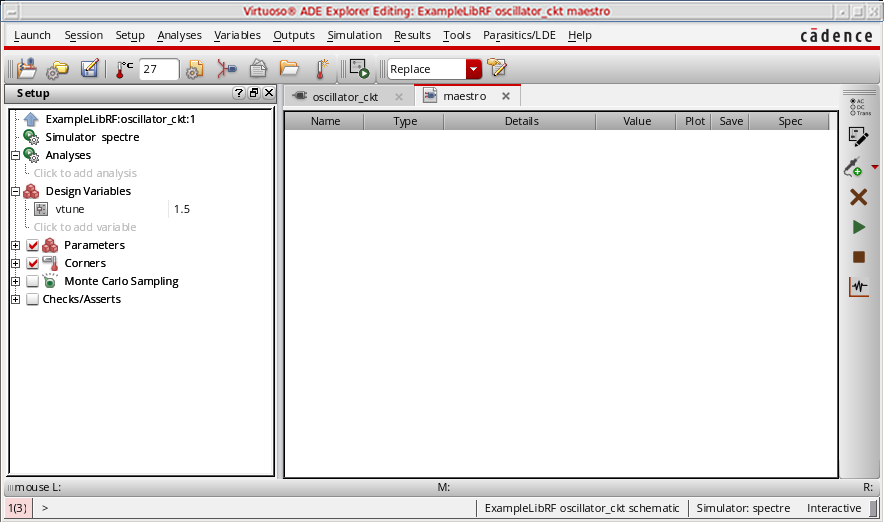 Virtuoso® ADE Explorer Editing: ExampleLibRF oscillator_ckt maestro
Launch Session Setup Analyses Variables Outputs Simulation Results Tools Parasitics/LDE Help
cādence
°C 27 Replace
Setup
oscillator_ckt maestro
ExampleLibRF:oscillator_ckt:1
Simulator spectre
Analyses
Click to add analysis
Design Variables
vtune 1.5
Click to add variable
Parameters
Corners
Monte Carlo Sampling
Checks/Asserts
Name Type Details Value Plot Save Spec
AC
DC
Trans
mouse L: M: R:
1(3) > ExampleLibRF oscillator_ckt schematic Simulator: spectre Interactive